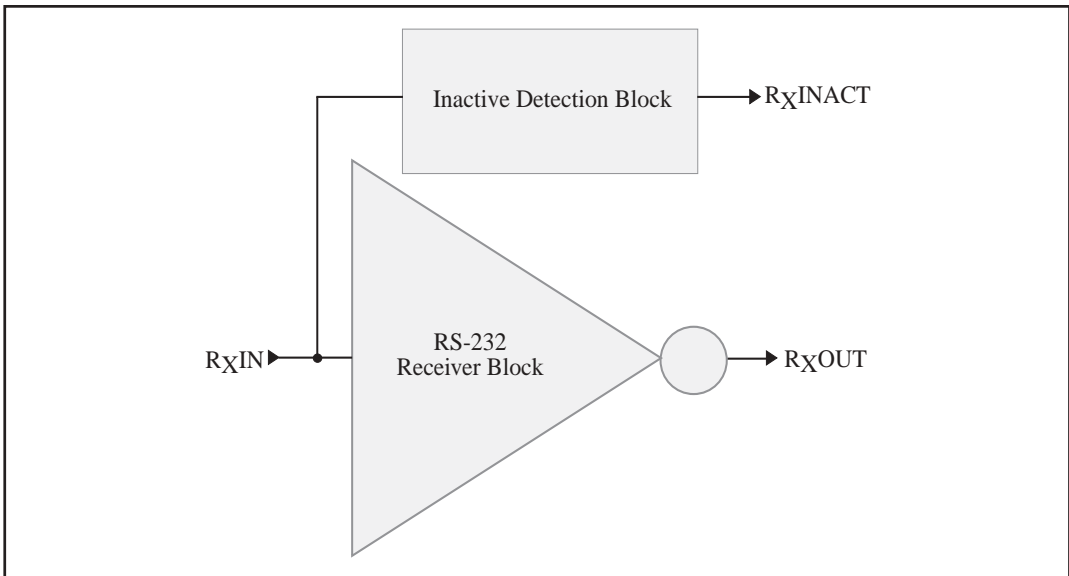 Inactive Detection Block
RXINACT
RXIN
RS-232
Receiver Block
RXOUT